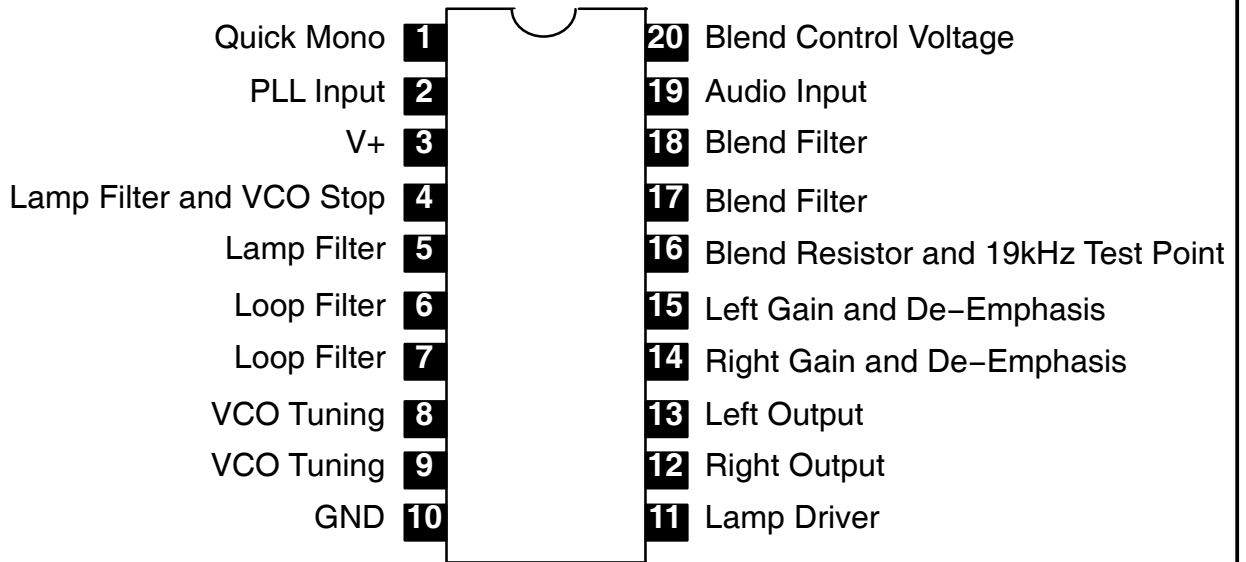 Quick Mono 1 20 Blend Control Voltage
PLL Input 2 19 Audio Input
V+ 3 18 Blend Filter
Lamp Filter and VCO Stop 4 17 Blend Filter
Lamp Filter 5 16 Blend Resistor and 19kHz Test Point
Loop Filter 6 15 Left Gain and De−Emphasis
Loop Filter 7 14 Right Gain and De−Emphasis
VCO Tuning 8 13 Left Output
VCO Tuning 9 12 Right Output
GND 10 11 Lamp Driver